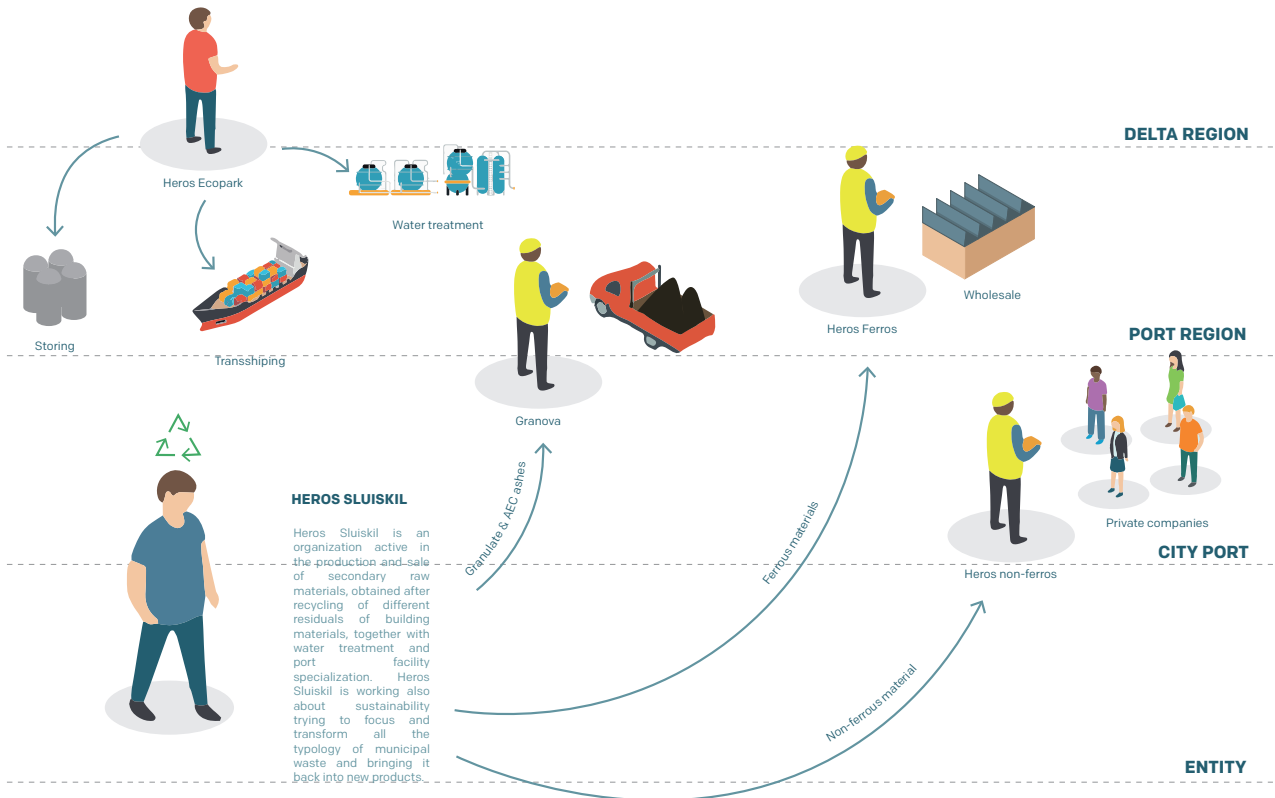 DELTA REGION
Heros Ecopark
Water treatment
Storing
Transshiping
Wholesale
Heros Ferros
PORT REGION
Granova
Granulate & AEC ashes
Ferrous materials
Private companies
CITY PORT
Heros non-ferros
Non-ferrous material
HEROS SLUISKIL
Heros Sluiskil is an
organization active in
the production and sale
of secondary raw
materials, obtained after
recycling of different
residuals of building
materials, together with
water treatment and
port facility
specialization. Heros
Sluiskil is working also
about sustainability
trying to focus and
transform all the
typology of municipal
waste and bringing it
back into new products.
ENTITY